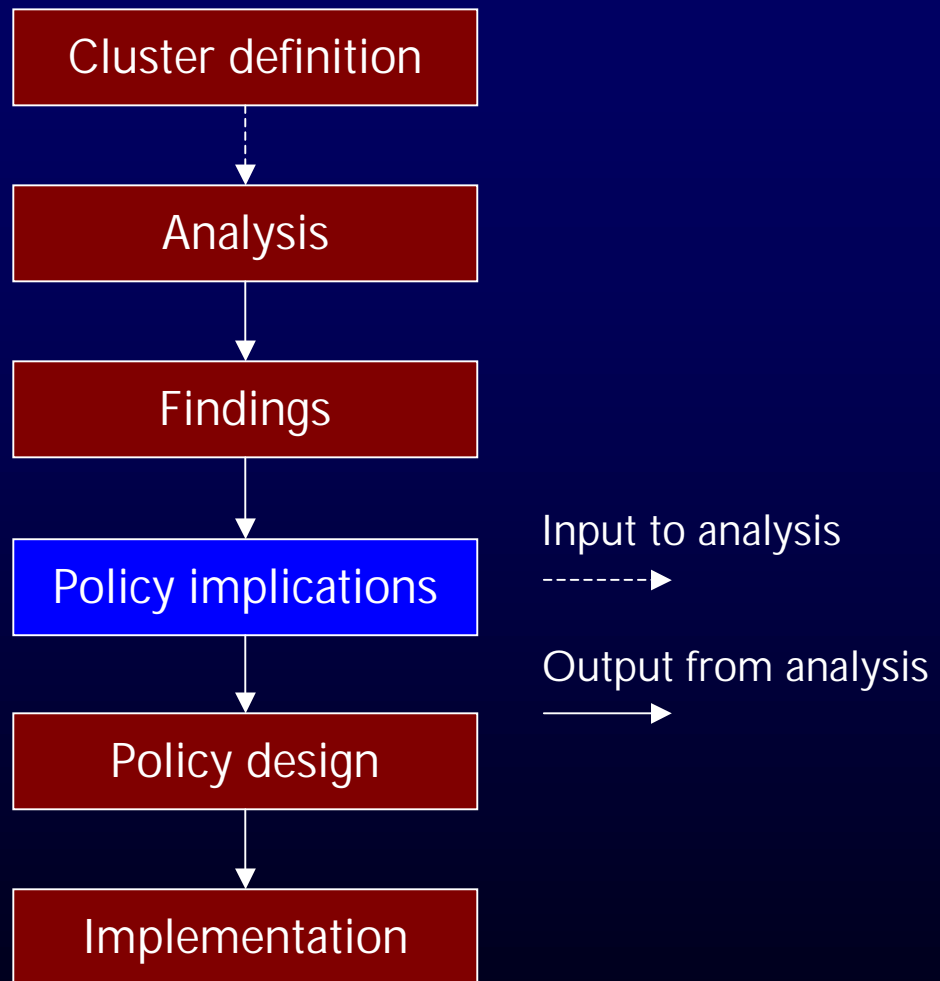 Cluster definition
Analysis
Findings
Policy implications
Input to analysis
Output from analysis
Policy design
Implementation